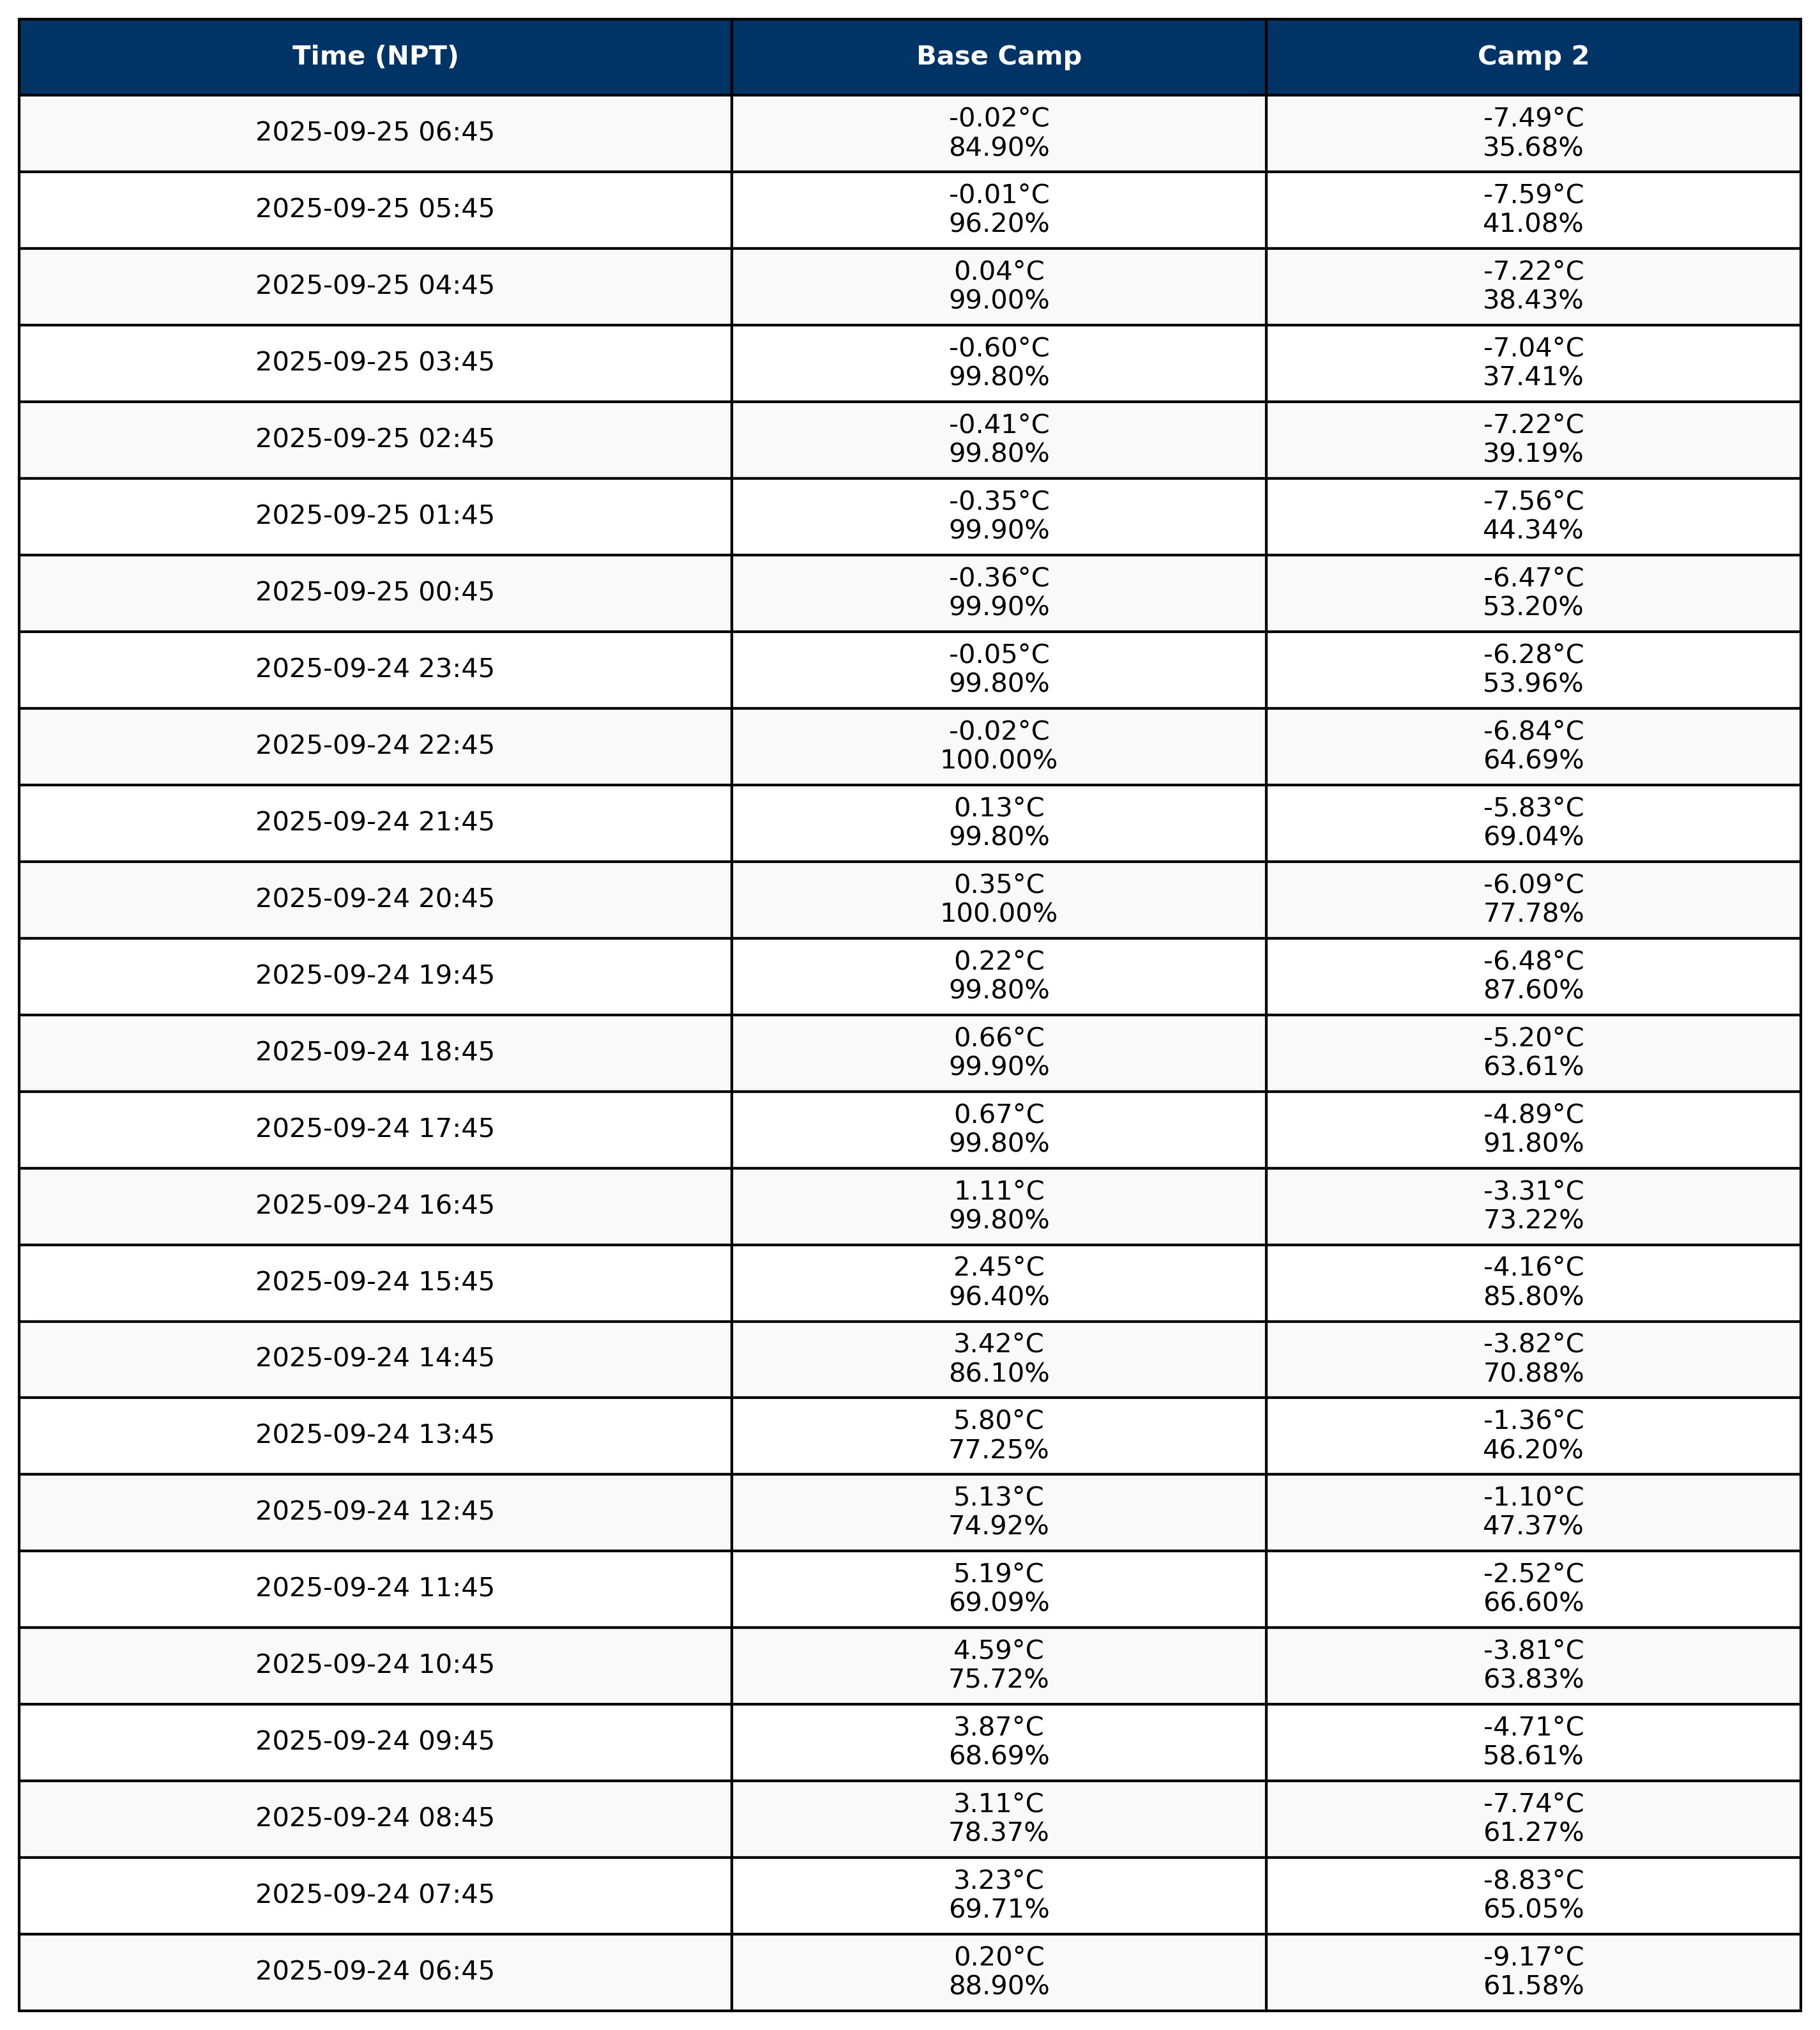 Time (NPT) Base Camp Camp 2
2025-09-25 06:45
-0.02°C
84.90%
-7.49°C
35.68%
2025-09-25 05:45
-0.01°C
96.20%
-7.59°C
41.08%
2025-09-25 04:45
0.04°C
99.00%
-7.22°C
38.43%
2025-09-25 03:45
-0.60°C
99.80%
-7.04°C
37.41%
2025-09-25 02:45
-0.41°C
99.80%
-7.22°C
39.19%
2025-09-25 01:45
-0.35°C
99.90%
-7.56°C
44.34%
2025-09-25 00:45
-0.36°C
99.90%
-6.47°C
53.20%
2025-09-24 23:45
-0.05°C
99.80%
-6.28°C
53.96%
2025-09-24 22:45
-0.02°C
100.00%
-6.84°C
64.69%
2025-09-24 21:45
0.13°C
99.80%
-5.83°C
69.04%
2025-09-24 20:45
0.35°C
100.00%
-6.09°C
77.78%
2025-09-24 19:45
0.22°C
99.80%
-6.48°C
87.60%
2025-09-24 18:45
0.66°C
99.90%
-5.20°C
63.61%
2025-09-24 17:45
0.67°C
99.80%
-4.89°C
91.80%
2025-09-24 16:45
1.11°C
99.80%
-3.31°C
73.22%
2025-09-24 15:45
2.45°C
96.40%
-4.16°C
85.80%
2025-09-24 14:45
3.42°C
86.10%
-3.82°C
70.88%
2025-09-24 13:45
5.80°C
77.25%
-1.36°C
46.20%
2025-09-24 12:45
5.13°C
74.92%
-1.10°C
47.37%
2025-09-24 11:45
5.19°C
69.09%
-2.52°C
66.60%
2025-09-24 10:45
4.59°C
75.72%
-3.81°C
63.83%
2025-09-24 09:45
3.87°C
68.69%
-4.71°C
58.61%
2025-09-24 08:45
3.11°C
78.37%
-7.74°C
61.27%
2025-09-24 07:45
3.23°C
69.71%
-8.83°C
65.05%
2025-09-24 06:45
0.20°C
88.90%
-9.17°C
61.58%